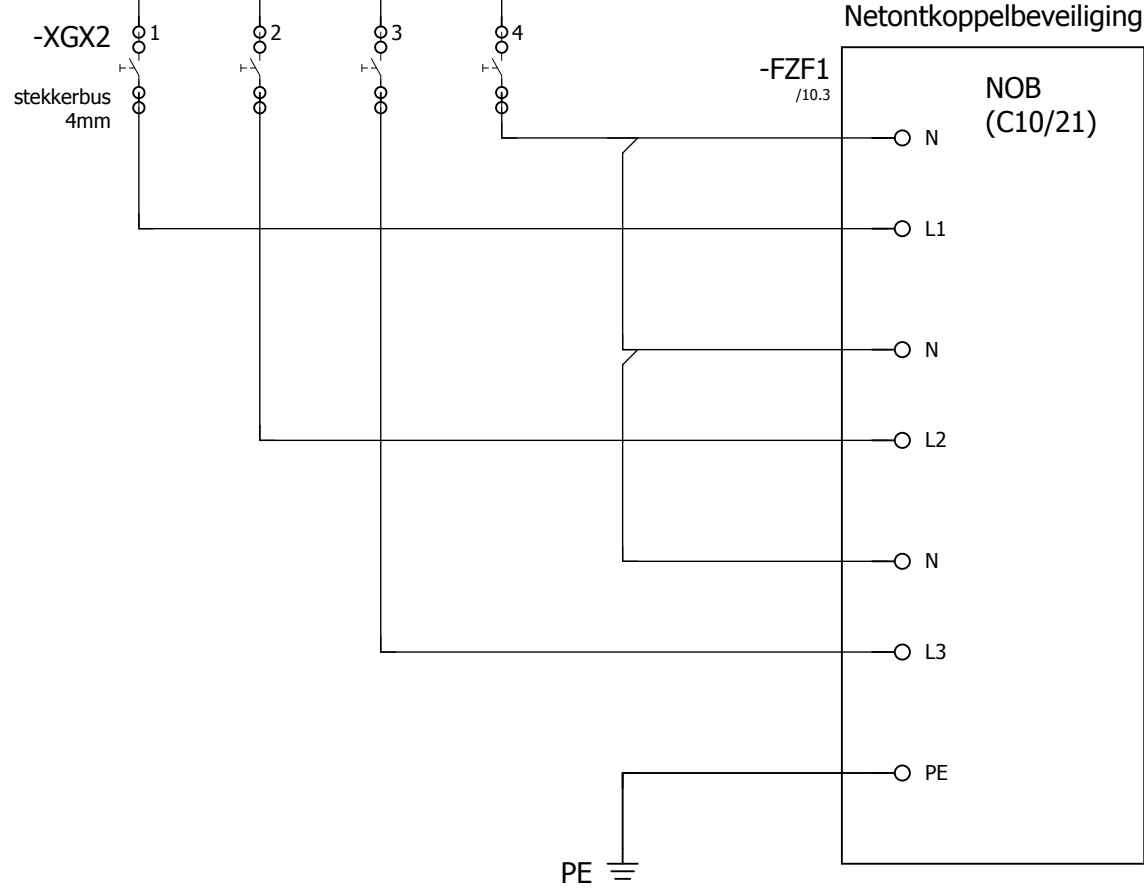 Netontkoppelbeveiliging
-XGX2
1
2
3
4
stekkerbus
4mm
-FZF1
/10.3
NOB
(C10/21)
N
L1
N
L2
N
L3
PE
PE